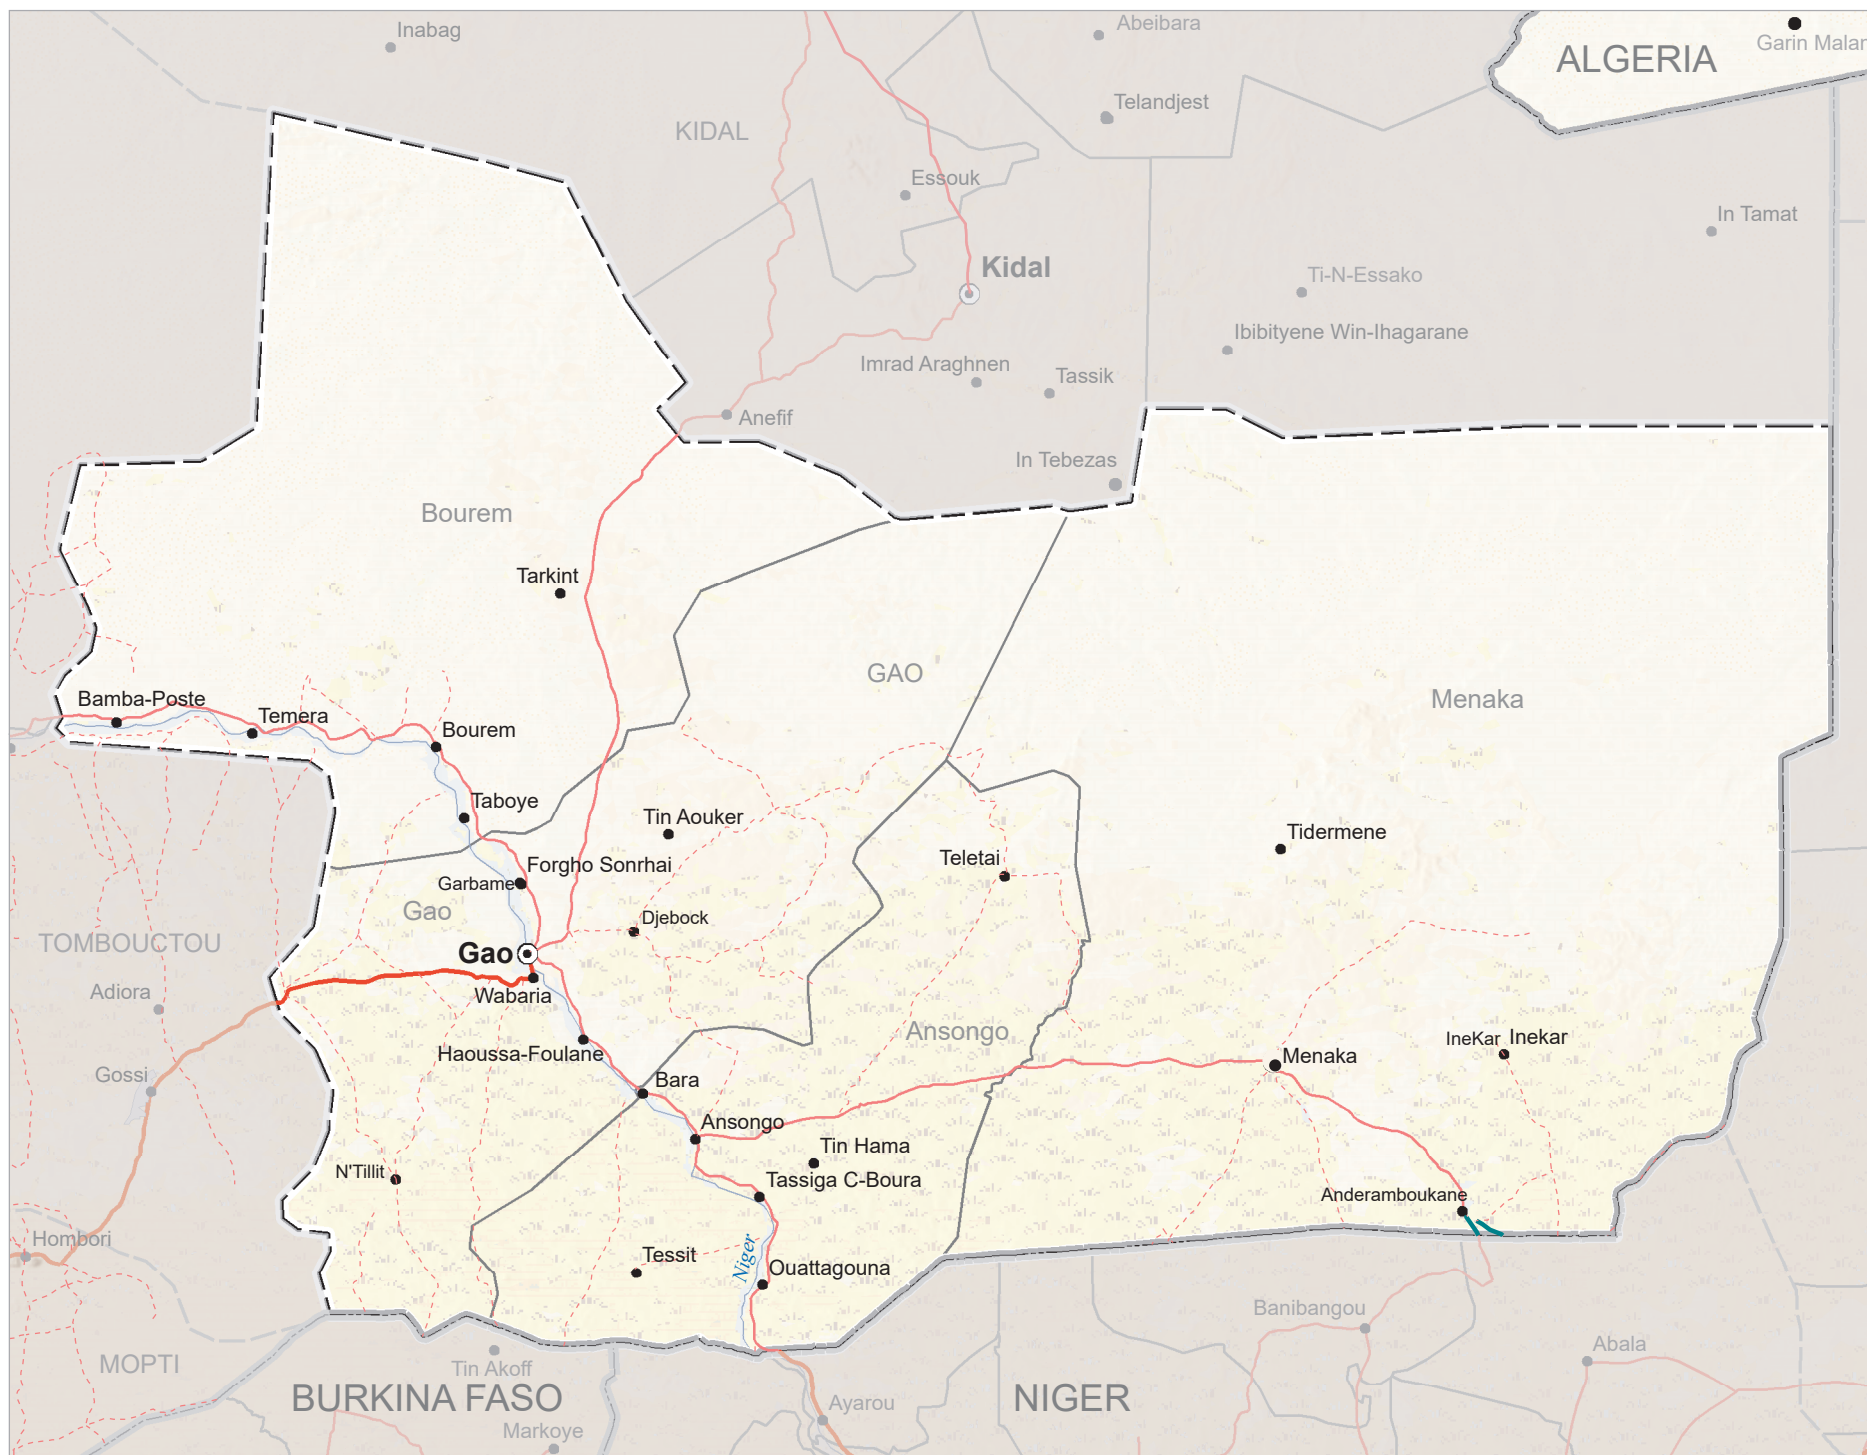 Inabag
Abeibara
Garin Malar
ALGERIA
Telandjest
KIDAL
Essouk
In Tamat
Kidal
Ti-N-Essako
Ibibityene Win-Ihagarane
Imrad Araghnen
Tassik
Anefif
In Tebezas
Bourem
Tarkint
GAO
Menaka
Bamba-Poste
Temera
Bourem
Taboye
Tin Aouker
Tidermene
Teletai
Forgho Sonrhai
Garbame
Gao
Djebock
TOMBOUCTOU
Gao
Adiora
Wabaria
Ansongo
IneKar
Inekar
Haoussa-Foulane
Menaka
Gossi
Bara
Ansongo
Tin Hama
N'Tillit
Tassiga C-Boura
Anderamboukane
Hombori
Tessit
Niger
Ouattagouna
Banibangou
Abala
MOPTI
Tin Akoff
BURKINA FASO
NIGER
Ayarou
Markoye